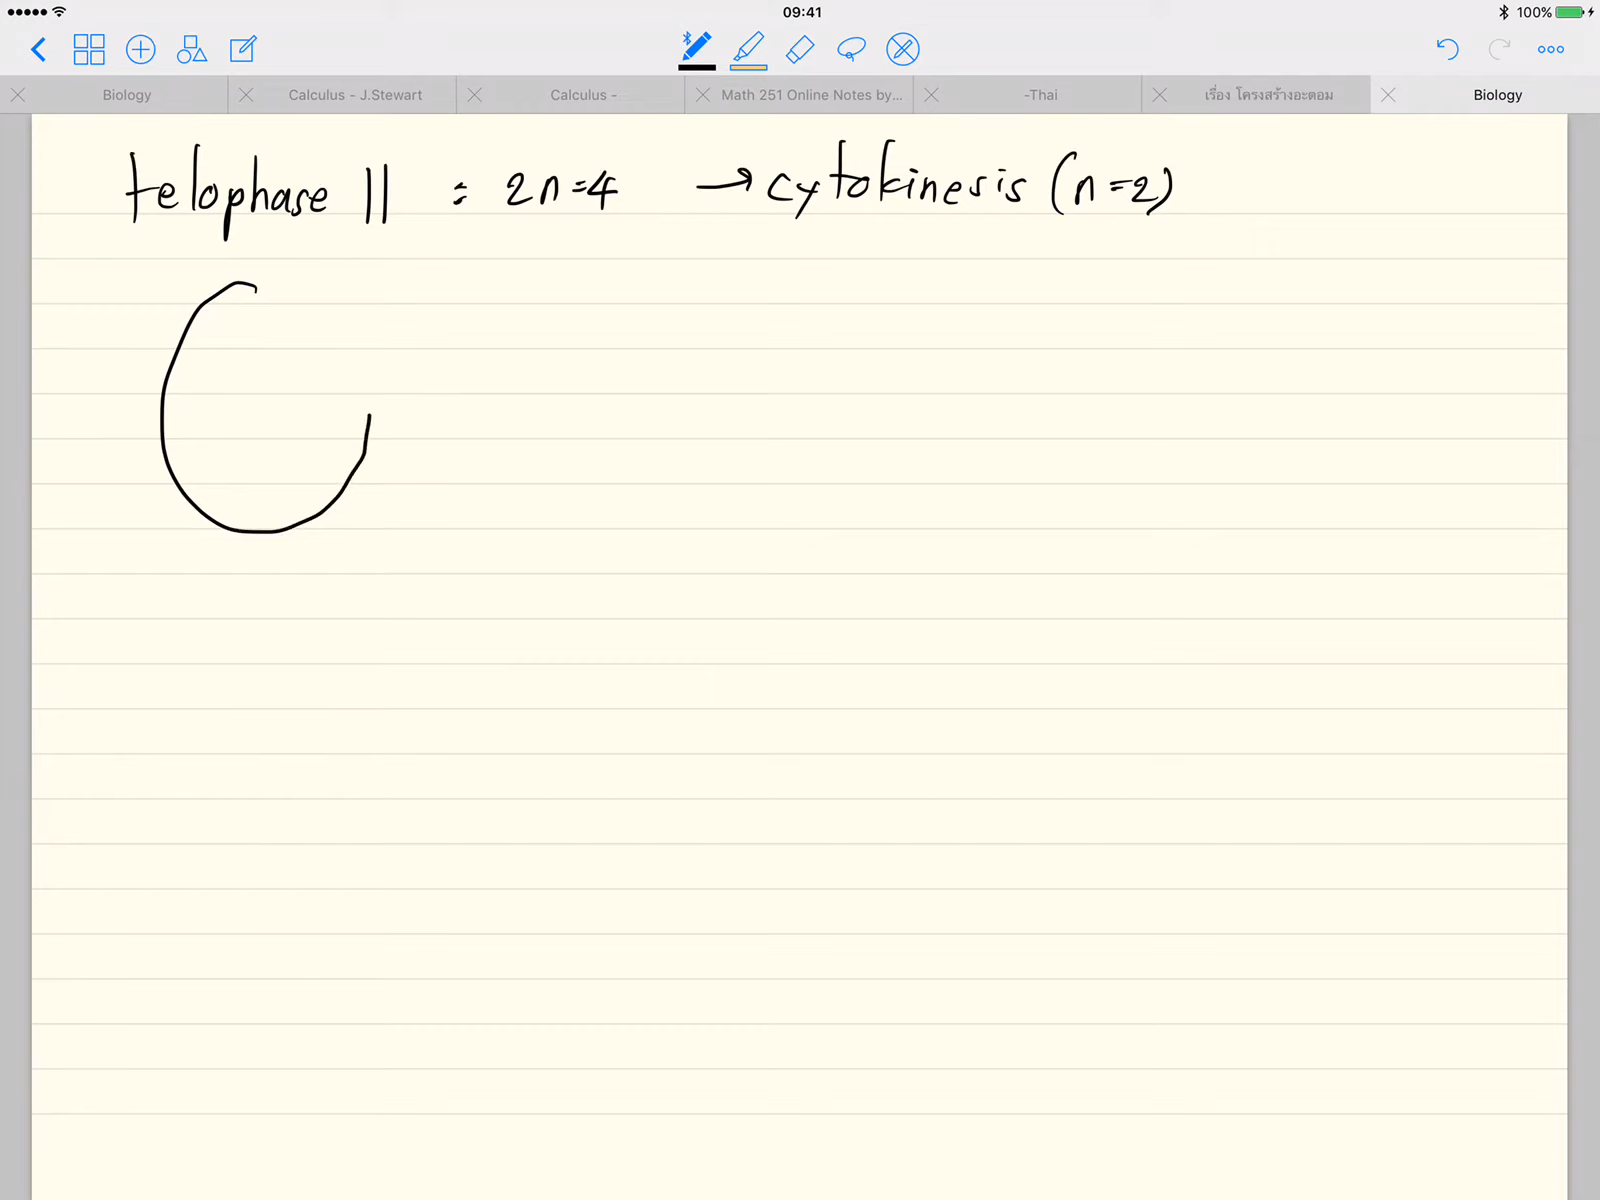 09:41
100%
Biology
Calculus - J.Stewart
Calculus -
Math 251 Online Notes by...
-Thai
เรื่อง โครงสร้างอะตอม
Biology
telophase || : 2n=4 → cytokinesis (n=2)